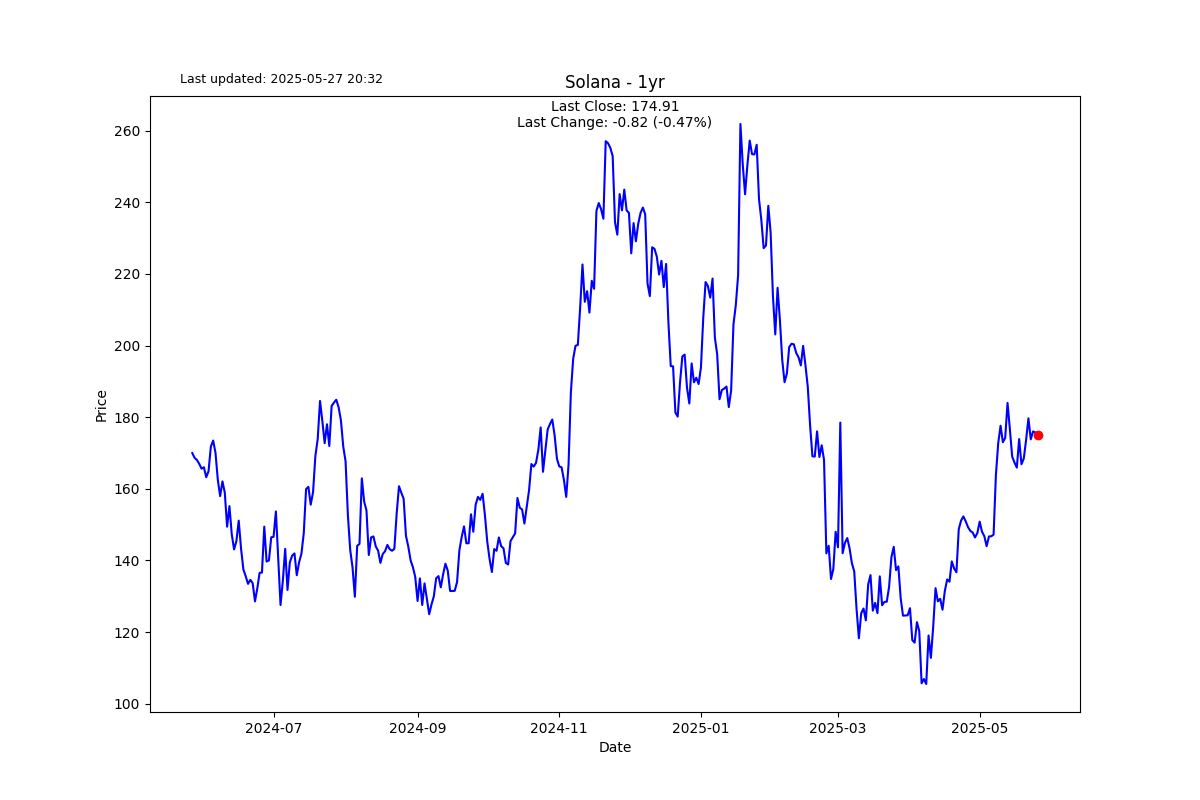 Last updated: 2025-05-27 20:32
Solana - 1yr
Last Close: 174.91
Last Change: -0.82 (-0.47%)
260
240
220
200
180
160
140
120
100
Price
2024-07
2024-09
2024-11
2025-01
2025-03
2025-05
Date